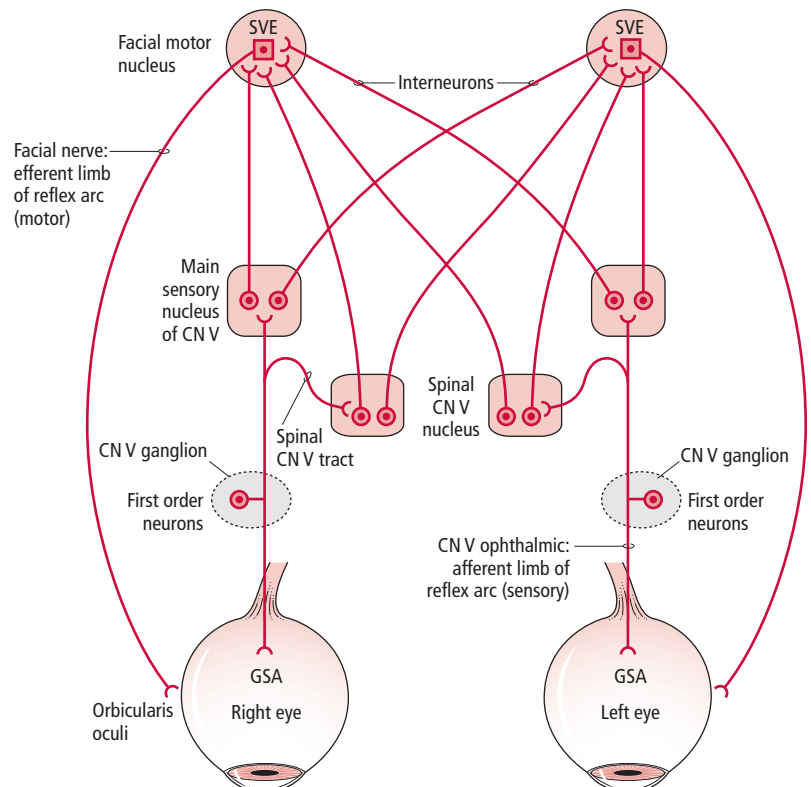 SVE
SVE
Facial motor
nucleus
Interneurons
Facial nerve:
efferent limb
of reflex arc
(motor)
Main
sensory
nucleus
of CN V
Spinal
CN V
nucleus
Spinal
CN V tract
CN V ganglion
CN V ganglion
First order
neurons
First order
neurons
CN V ophthalmic:
afferent limb of
reflex arc (sensory)
GSA
GSA
Orbicularis
oculi
Right eye
Left eye